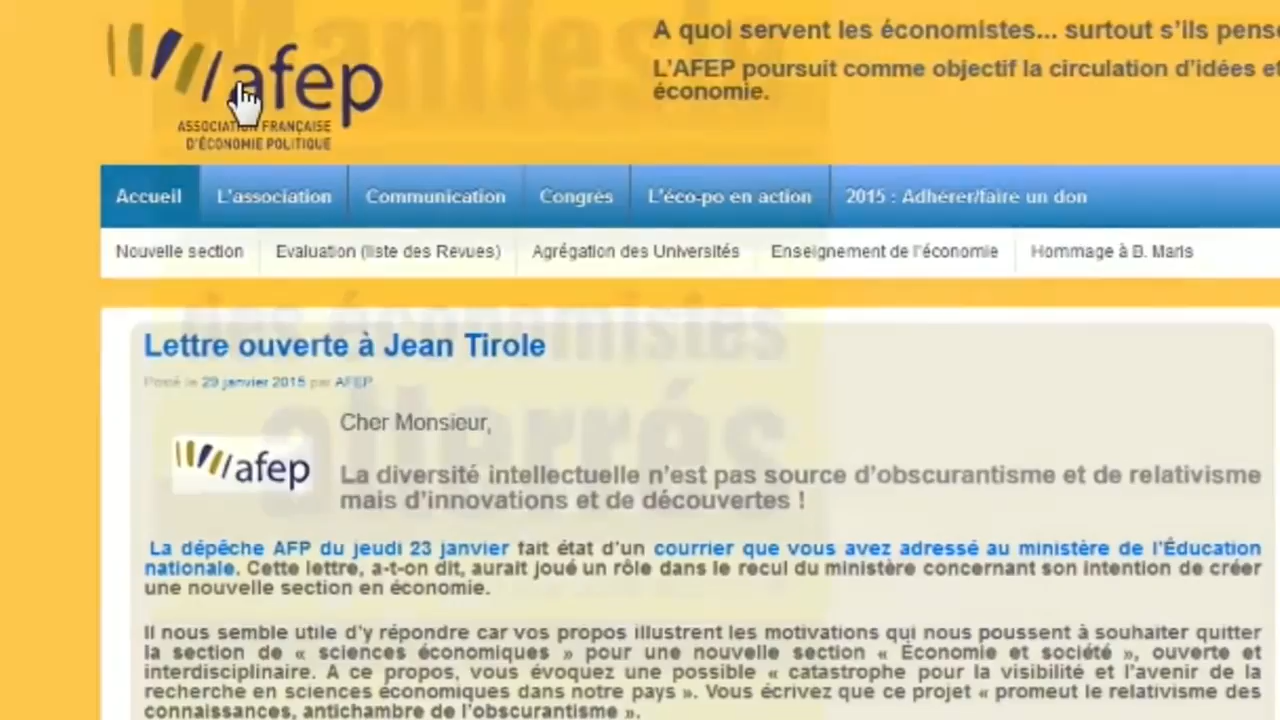 afep
ASSOCIATION FRANÇAISE
D'ÉCONOMIE POLITIQUE
A quoi servent les économistes... surtout s'ils pense
L'AFEP poursuit comme objectif la circulation d'idées et
économie.
Accueil L'association Communication Congrès L'éco-po en action 2015 : Adhérer/faire un don
Nouvelle section Evaluation (liste des Revues) Agrégation des Universités Enseignement de l'économie Hommage à B. Maris
Manifeste
des économistes
atterrés
Lettre ouverte à Jean Tirole
Posté le 29 janvier 2015 par AFEP
afep
Cher Monsieur,
La diversité intellectuelle n'est pas source d'obscurantisme et de relativisme
mais d'innovations et de découvertes !
La dépêche AFP du jeudi 23 janvier fait état d'un courrier que vous avez adressé au ministère de l'Éducation
nationale. Cette lettre, a-t-on dit, aurait joué un rôle dans le recul du ministère concernant son intention de créer
une nouvelle section en économie.
Il nous semble utile d'y répondre car vos propos illustrent les motivations qui nous poussent à souhaiter quitter
la section de « sciences économiques » pour une nouvelle section « Économie et société », ouverte et
interdisciplinaire. A ce propos, vous évoquez une possible « catastrophe pour la visibilité et l'avenir de la
recherche en sciences économiques dans notre pays ». Vous écrivez que ce projet « promeut le relativisme des
connaissances, antichambre de l'obscurantisme ».